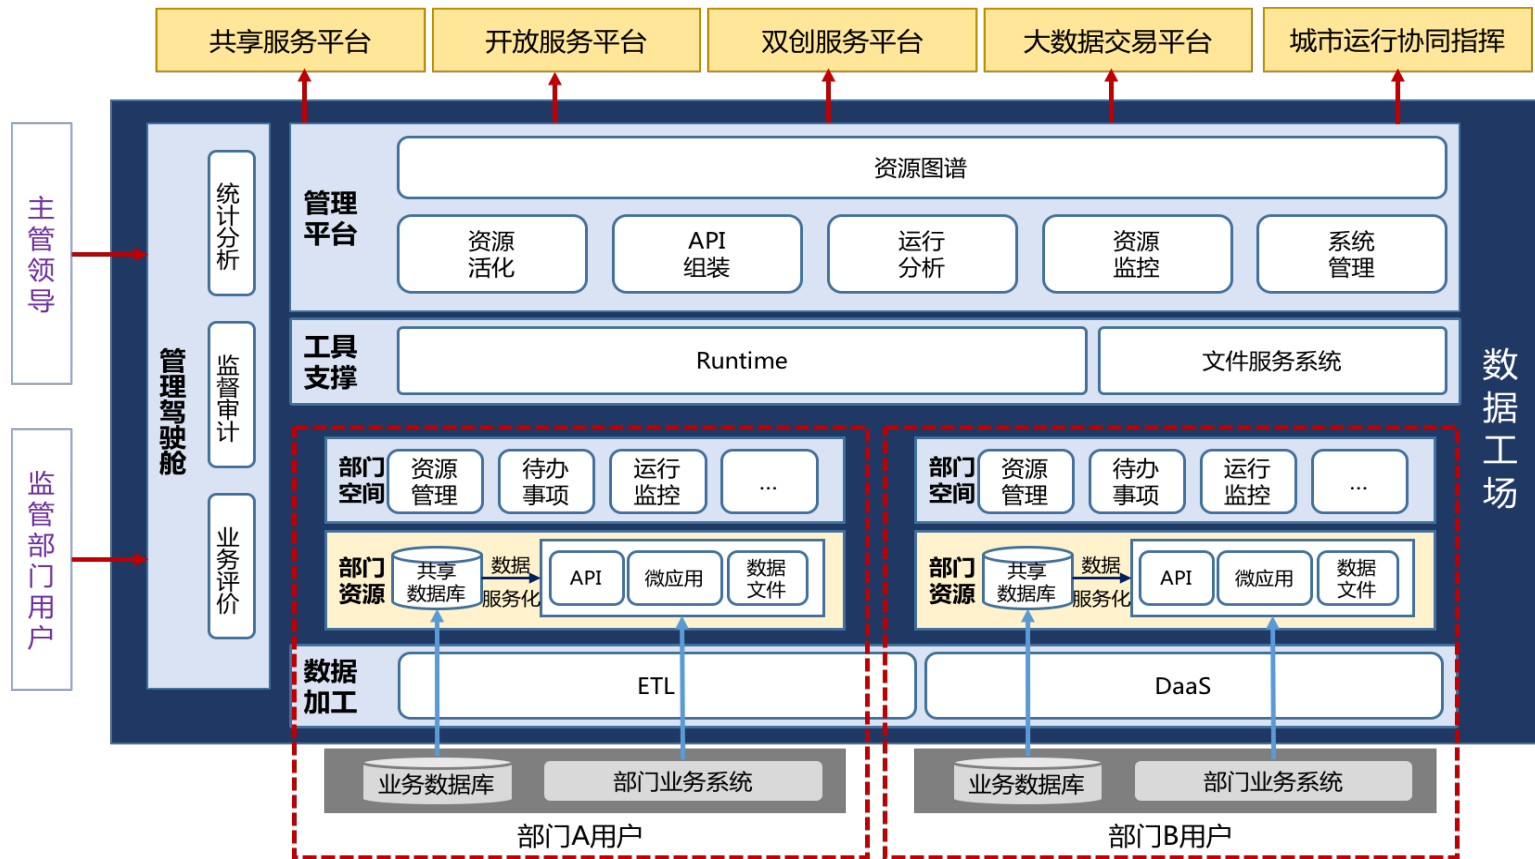 共享服务平台
开放服务平台
双创服务平台
大数据交易平台
城市运行协同指挥
主管领导
监管部门用户
管理驾驶舱
统计分析
监督审计
业务评价
管理
平台
资源图谱
资源
活化
API
组装
运行
分析
资源
监控
系统
管理
工具
支撑
Runtime
文件服务系统
数据工场
部门
空间
资源
管理
待办
事项
运行
监控
...
部门
资源
共享
数据库
数据
服务化
API
微应用
数据
文件
部门
空间
资源
管理
待办
事项
运行
监控
...
部门
资源
共享
数据库
数据
服务化
API
微应用
数据
文件
数据
加工
ETL
DaaS
业务数据库
部门业务系统
部门A用户
业务数据库
部门业务系统
部门B用户